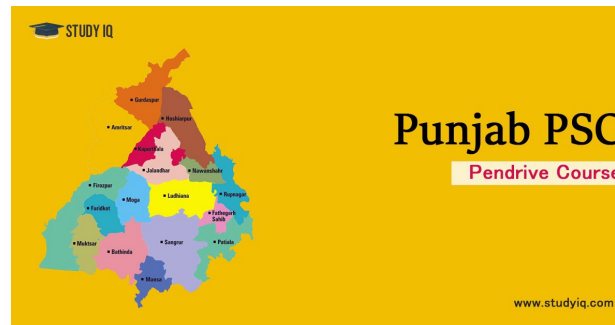 STUDY IQ
Punjab PSC
Pendrive Course
• Gurdaspur
• Hoshiarpur
• Amritsar
• Kapurthala
• Jalandhar
• Nawanshahr
• Firozpur
• Moga
• Ludhiana
• Rupnagar
• Faridkot
• Fathegarh
Sahib
• Muktsar
• Bathinda
• Sangrur
• Patiala
• Mansa
www.studyiq.com